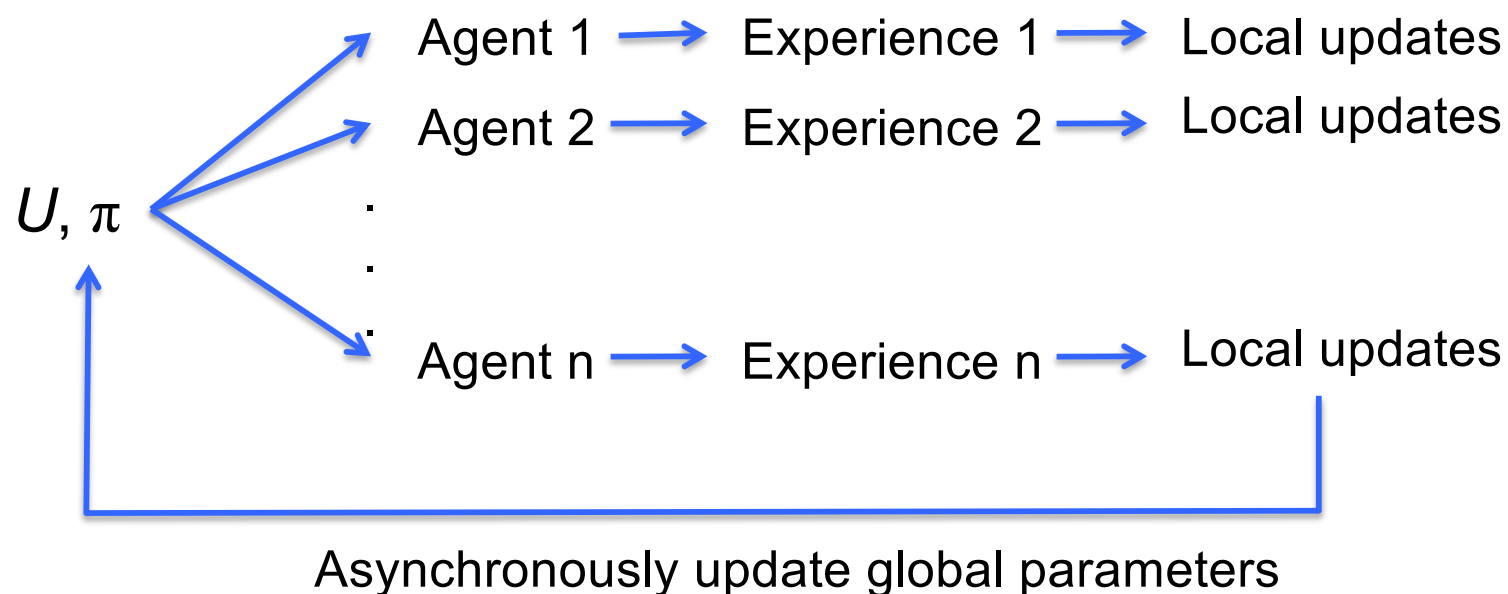 Agent 1 Experience 1 Local updates
Agent 2 Experience 2 Local updates
U, π
.
.
.
Agent n Experience n Local updates
Asynchronously update global parameters